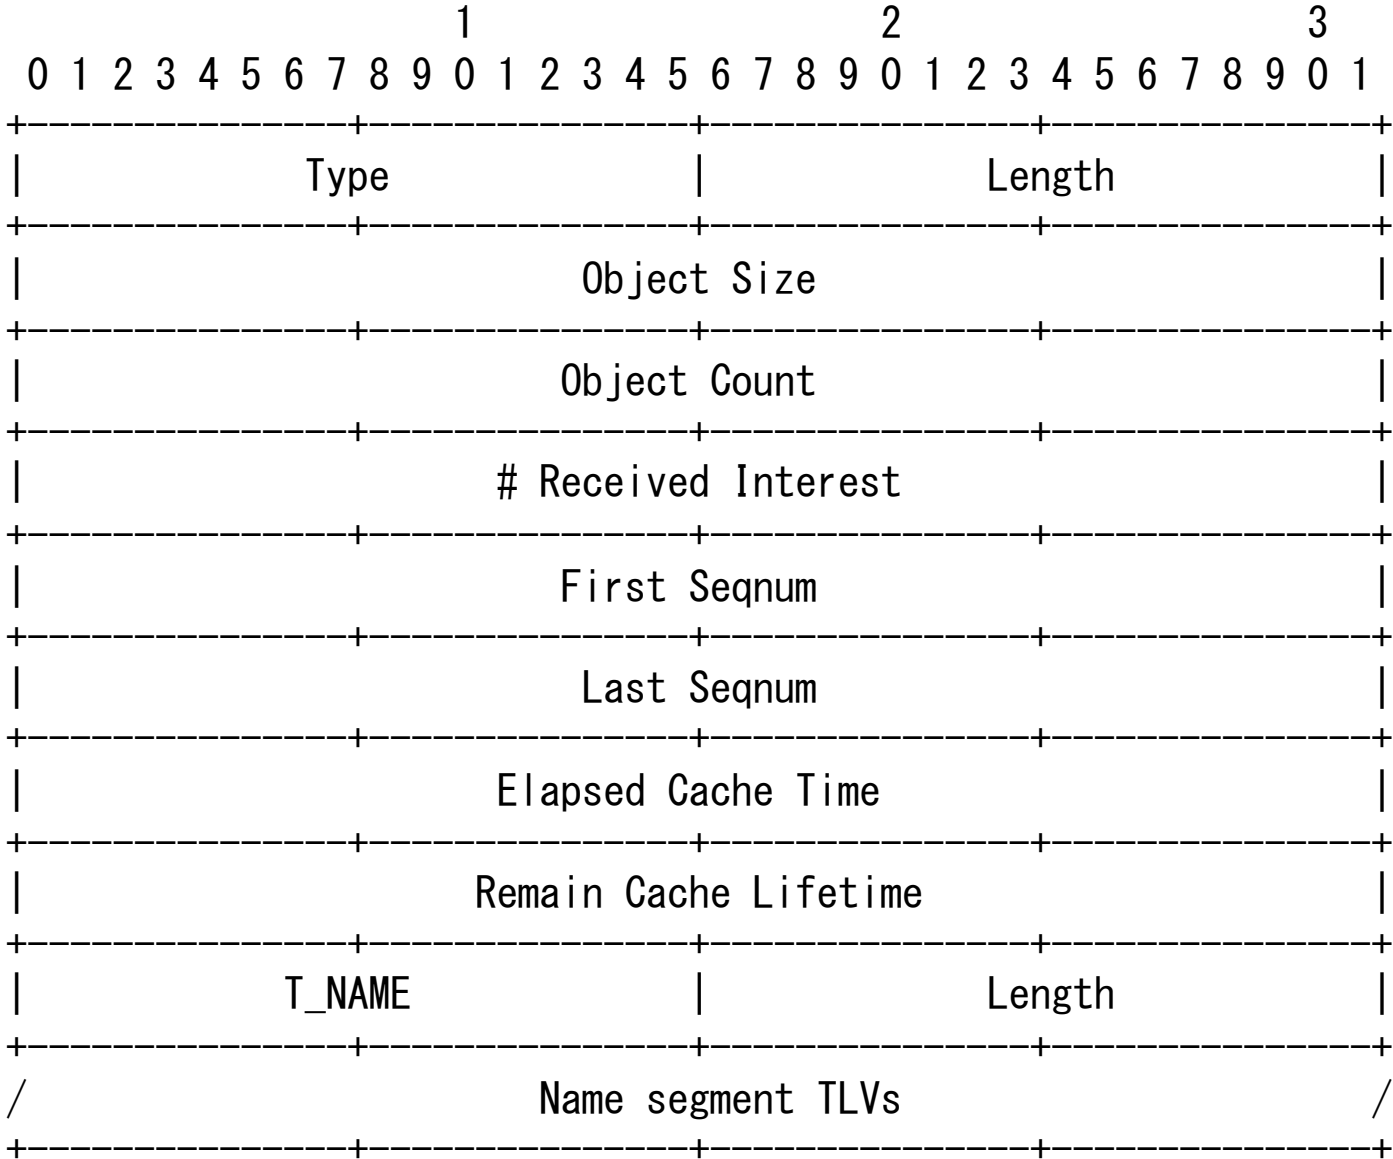 1                   2                   3
 0 1 2 3 4 5 6 7 8 9 0 1 2 3 4 5 6 7 8 9 0 1 2 3 4 5 6 7 8 9 0 1
+---------------+---------------+---------------+---------------+
|             Type              |             Length            |
+---------------+---------------+---------------+---------------+
|                          Object Size                          |
+---------------+---------------+---------------+---------------+
|                         Object Count                          |
+---------------+---------------+---------------+---------------+
|                      # Received Interest                      |
+---------------+---------------+---------------+---------------+
|                         First Seqnum                          |
+---------------+---------------+---------------+---------------+
|                          Last Seqnum                          |
+---------------+---------------+---------------+---------------+
|                      Elapsed Cache Time                       |
+---------------+---------------+---------------+---------------+
|                     Remain Cache Lifetime                     |
+---------------+---------------+---------------+---------------+
|            T_NAME             |             Length            |
+---------------+---------------+---------------+---------------+
/                        Name segment TLVs                      /
+---------------+---------------+---------------+---------------+